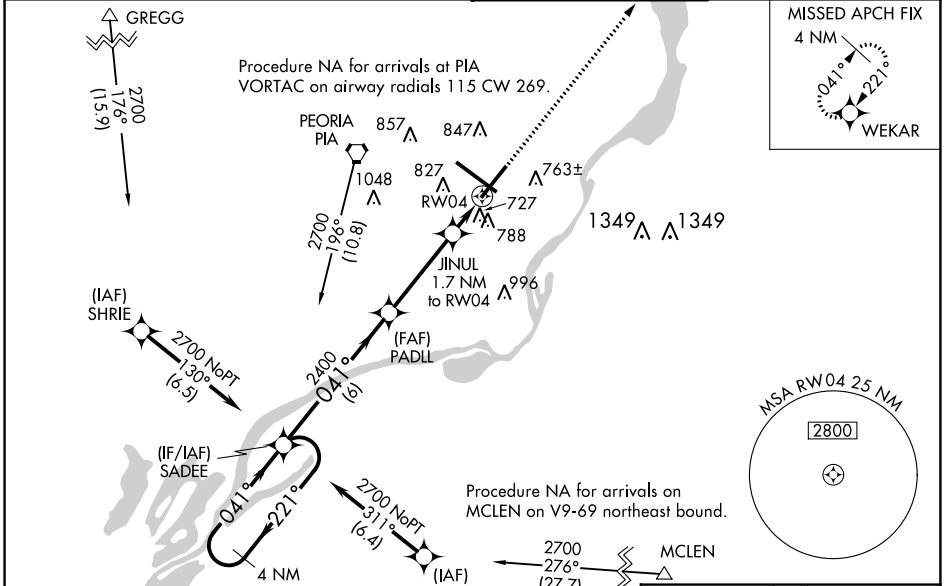 GREGG
2700
176°
(15.9)
Procedure NA for arrivals at PIA
VORTAC on airway radials 115 CW 269.
MISSED APCH FIX
4 NM
041°
221°
WEKAR
PEORIA
PIA
857
847
1048
827
763±
RW04
727
788
1349
1349
2700
196°
(10.8)
JINUL
1.7 NM
to RW04
996
(IAF)
SHRIE
2700 NoPT
130°
(6.5)
(FAF)
PADLL
2400
041°
(6)
MSA RW04 25 NM
2800
(IF/IAF)
SADEE
041°
221°
4 NM
2700 NoPT
311°
(6.4)
(IAF)
Procedure NA for arrivals on
MCLEN on V9-69 northeast bound.
2700
276°
(27.7)
MCLEN